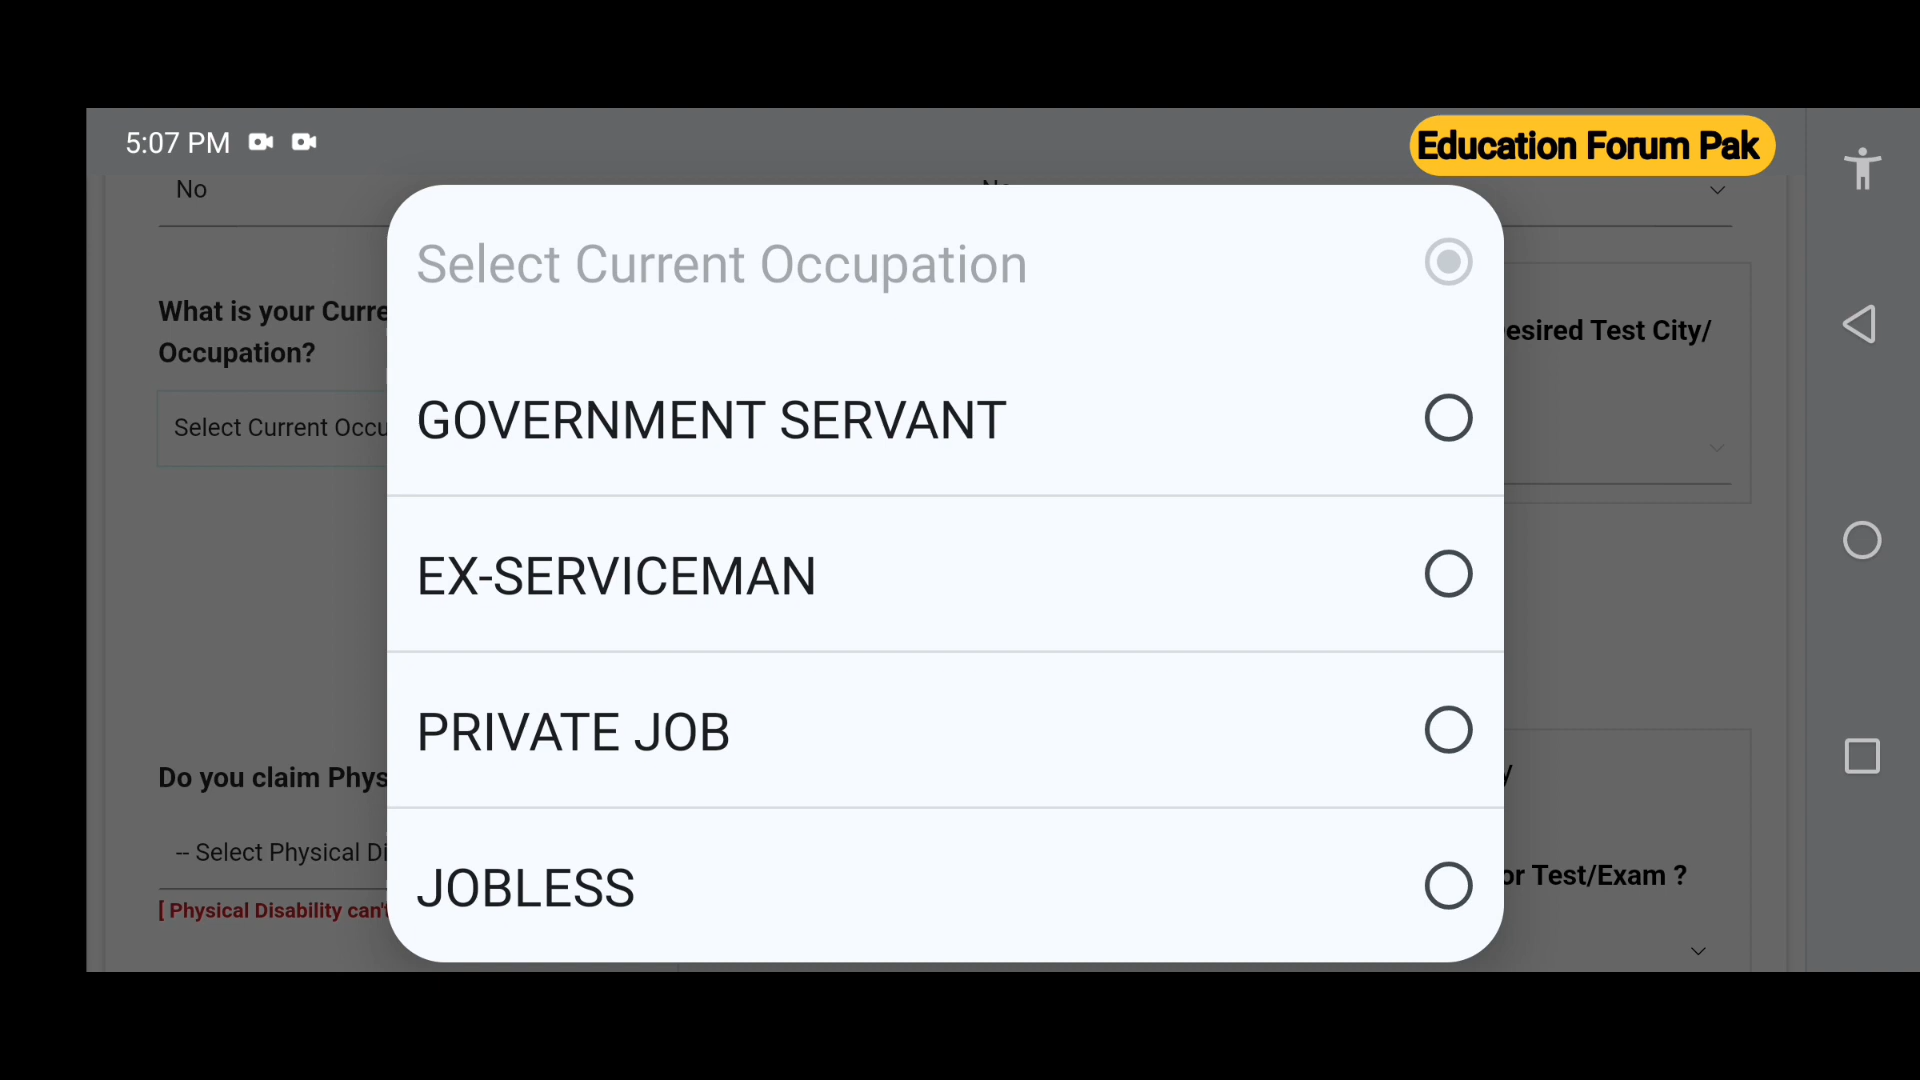 5:07 PM
Education Forum Pak
No
Select Current Occupation
What is your Curre
Occupation?
esired Test City/
GOVERNMENT SERVANT
Select Current Occu
EX-SERVICEMAN
PRIVATE JOB
Do you claim Phys
-- Select Physical Di
JOBLESS
or Test/Exam ?
[ Physical Disability can't